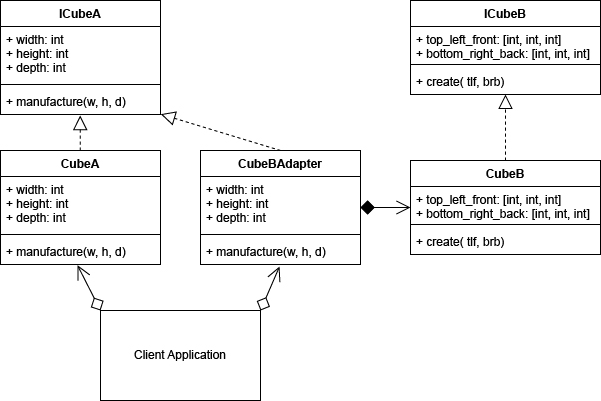 ICubeA
+ width: int
+ height: int
+ depth: int
+ manufacture(w, h, d)
ICubeB
+ top_left_front: [int, int, int]
+ bottom_right_back: [int, int, int]
+ create( tlf, brb)
CubeA
+ width: int
+ height: int
+ depth: int
+ manufacture(w, h, d)
CubeBAdapter
+ width: int
+ height: int
+ depth: int
+ manufacture(w, h, d)
CubeB
+ top_left_front: [int, int, int]
+ bottom_right_back: [int, int, int]
+ create( tlf, brb)
Client Application